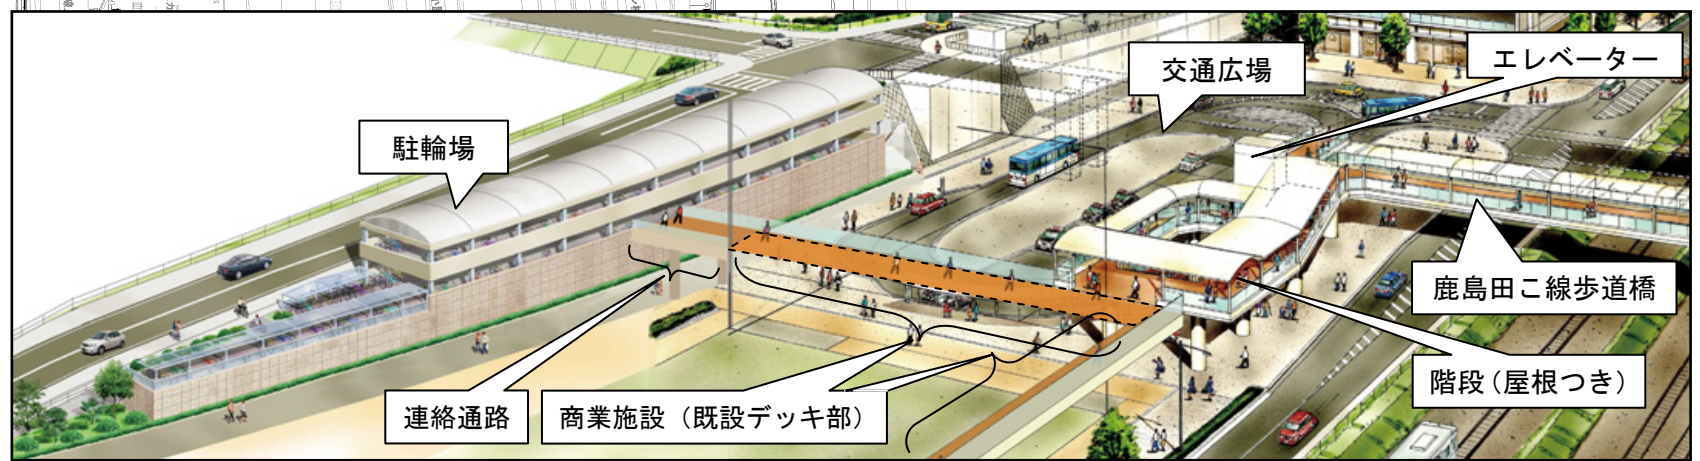 駐輪場
交通広場
エレベーター
鹿島田こ線歩道橋
階段(屋根つき)
連絡通路
商業施設(既設デッキ部)